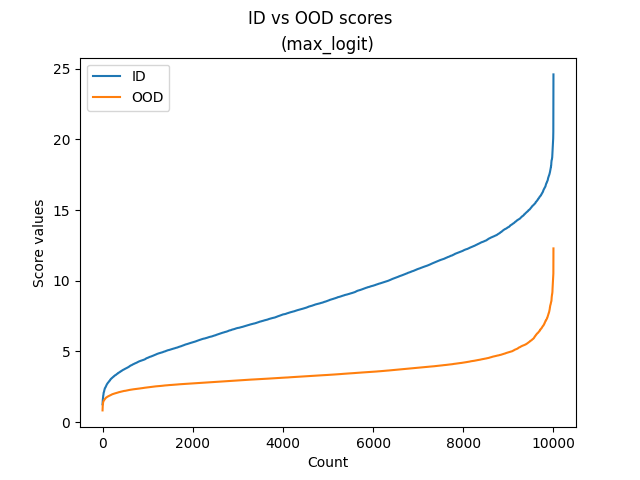 ID vs OOD scores
(max_logit)
ID
OOD
25
20
15
10
5
0
Score values
0
2000
4000
6000
8000
10000
Count